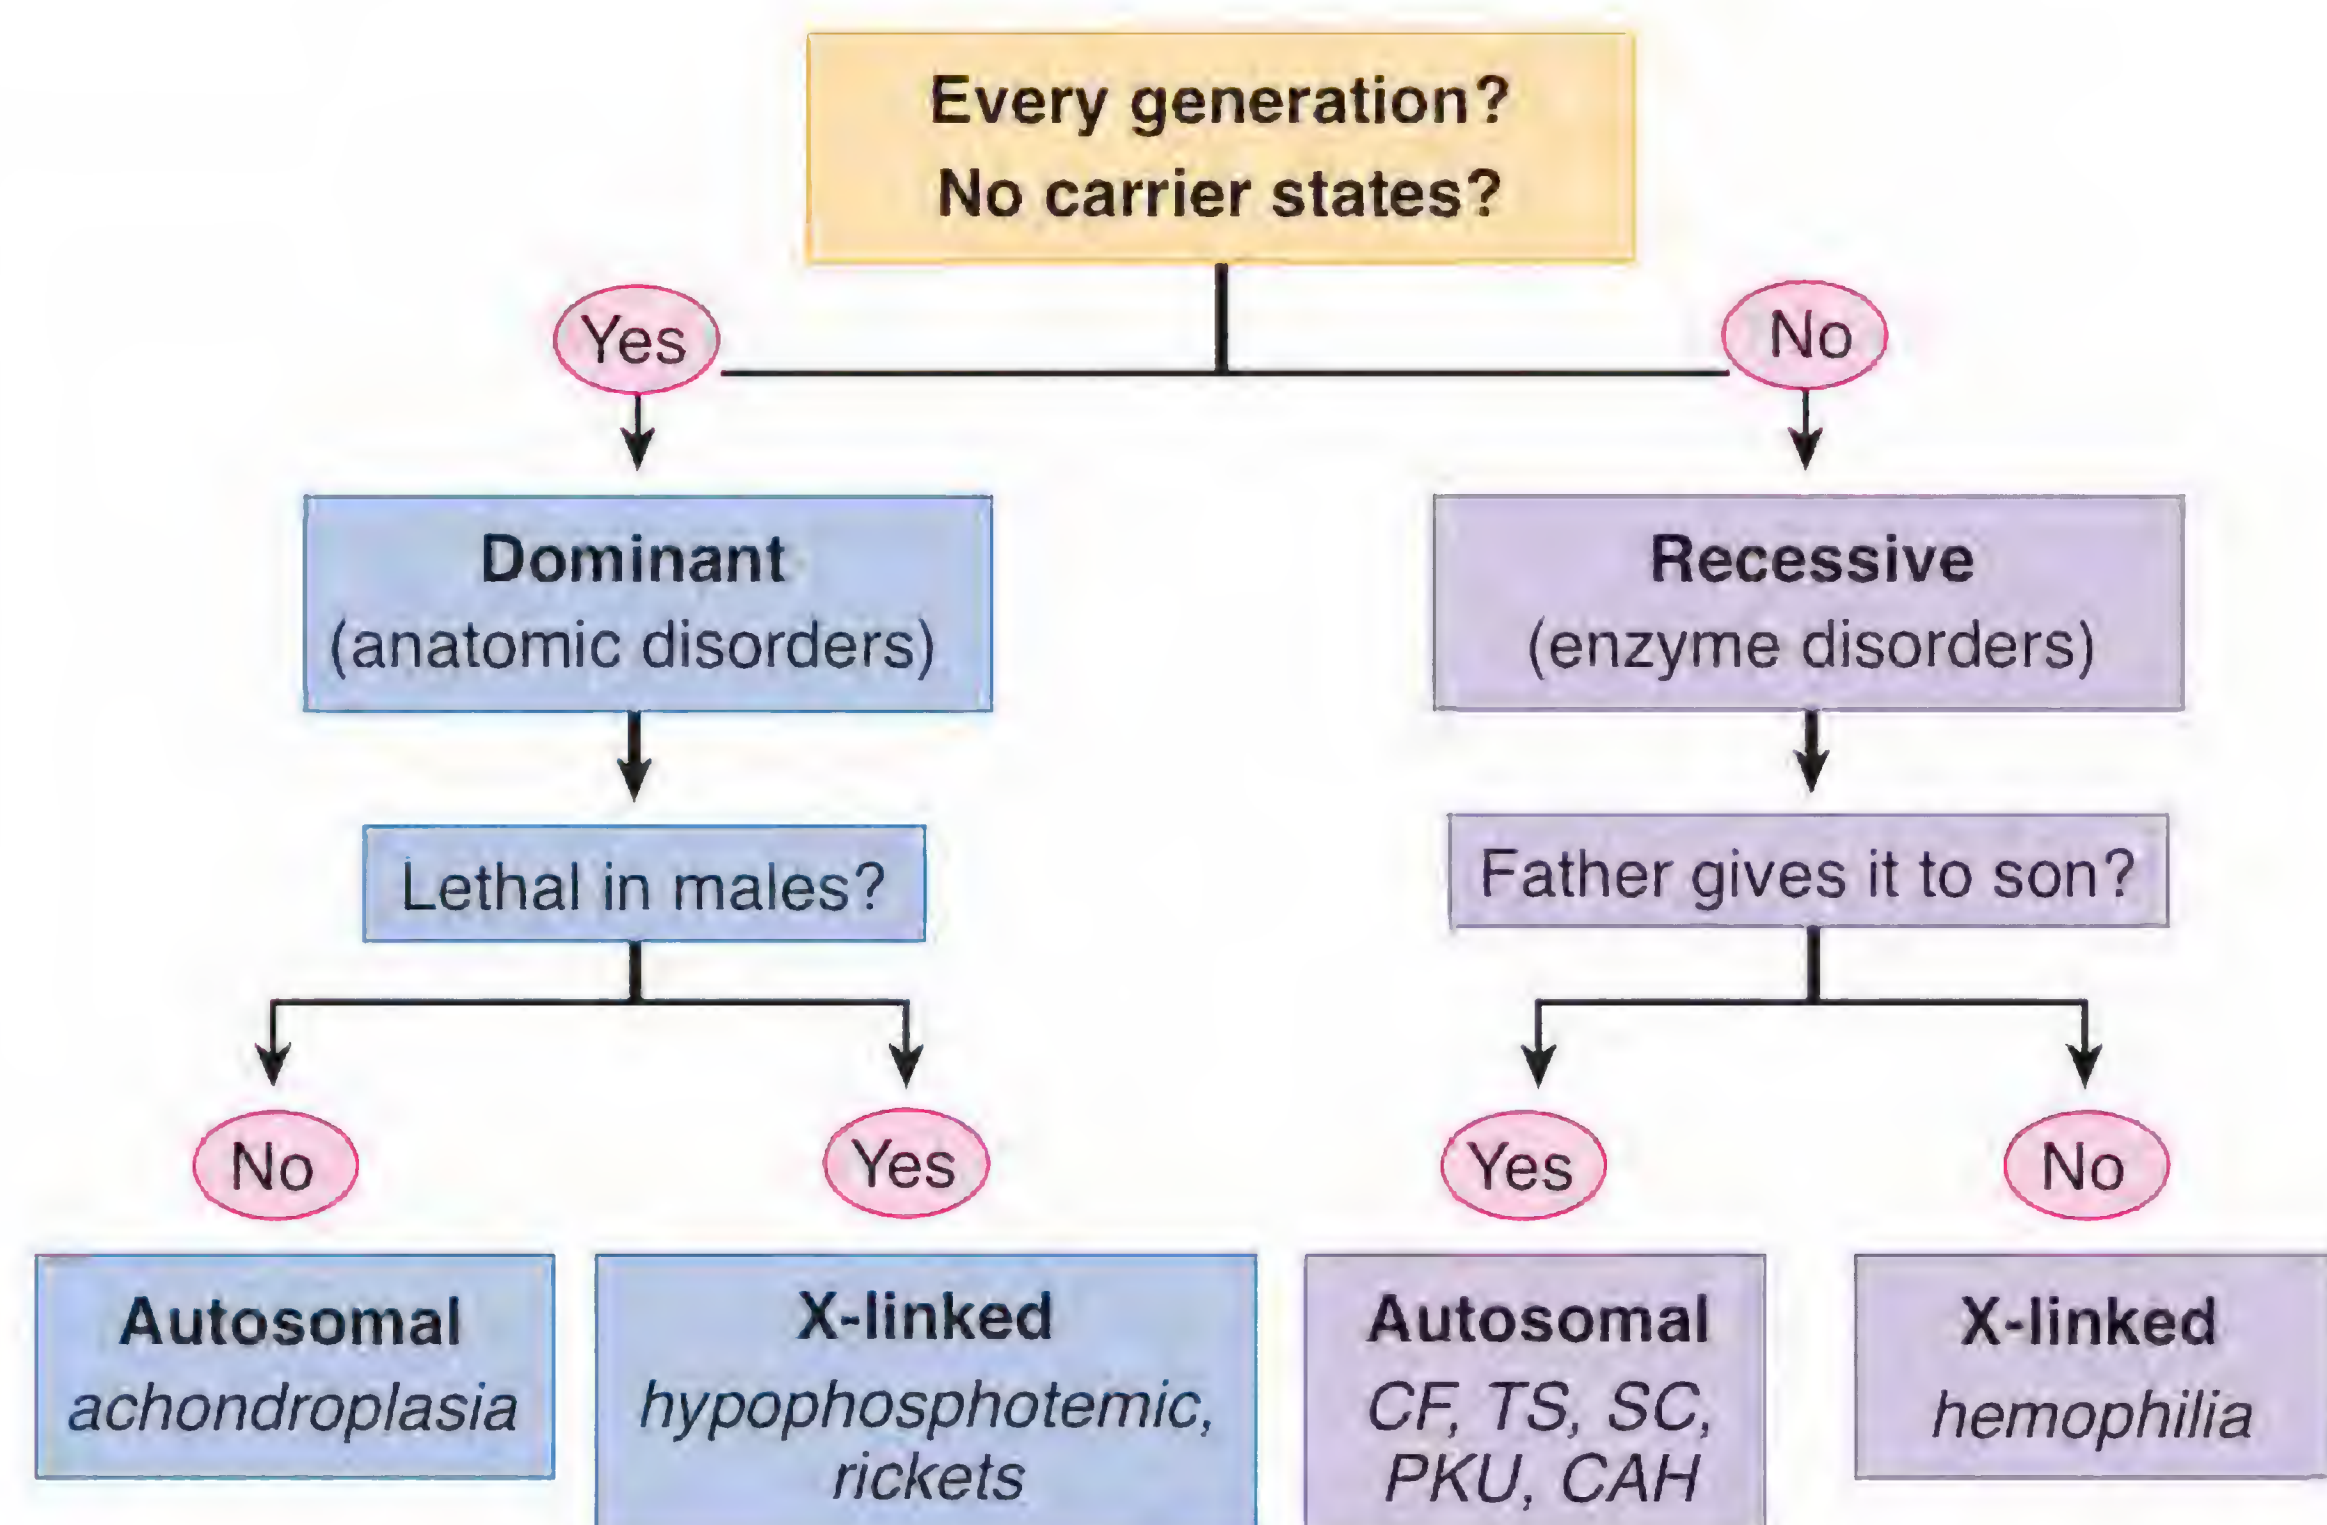 Every generation?
No carrier states?
Yes
No
Dominant
(anatomic disorders)
Recessive
(enzyme disorders)
Lethal in males?
Father gives it to son?
No
Yes
Yes
No
Autosomal
achondroplasia
X-linked
hypophosphotemic,
rickets
Autosomal
CF, TS, SC,
PKU, CAH
X-linked
hemophilia